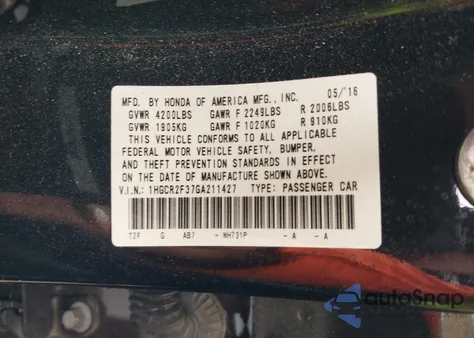 MFD. BY HONDA OF AMERICA MFG., INC. 05/'16
GVWR 4200LBS GAWR F 2249LBS R 2006LBS
GVWR 1905KG GAWR F 1020KG R 910KG
THIS VEHICLE CONFORMS TO ALL APPLICABLE
FEDERAL MOTOR VEHICLE SAFETY, BUMPER,
AND THEFT PREVENTION STANDARDS IN EFFECT
ON THE DATE OF MANUFACTURE SHOWN ABOVE.
V.I.N.: 1HGCR2F37GA211427 TYPE: PASSENGER CAR
T2F G AB7 - NH731P - A - A
autoSnap